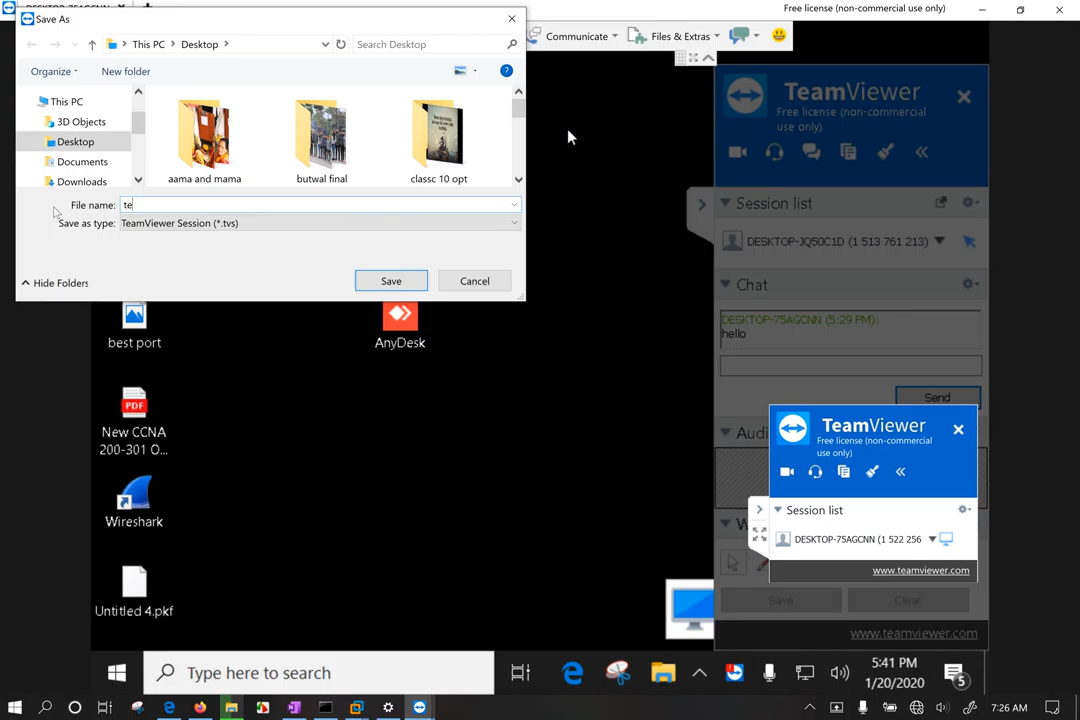 Free license (non-commercial use only)
Save As
This PC
Desktop
Search Desktop
Communicate
Files & Extras
Organize
New folder
?
This PC
3D Objects
Desktop
Documents
Downloads
aama and mama
butwal final
classc 10 opt
File name:
te
Save as type:
TeamViewer Session (*.tvs)
Hide Folders
Save
Cancel
TeamViewer
Free license (non-commercial
use only)
Session list
DESKTOP-JQ50C1D (1 513 761 213)
Chat
DESKTOP-75AGCNN (5:29 PM):
hello
Send
best port
AnyDesk
PDF
New CCNA
200-301 O...
Wireshark
Untitled 4.pkf
TeamViewer
Free license (non-commercial
use only)
Session list
DESKTOP-75AGCNN (1 522 256
www.teamviewer.com
Save
Clear
www.teamviewer.com
Type here to search
5:41 PM
1/20/2020
5
7:26 AM